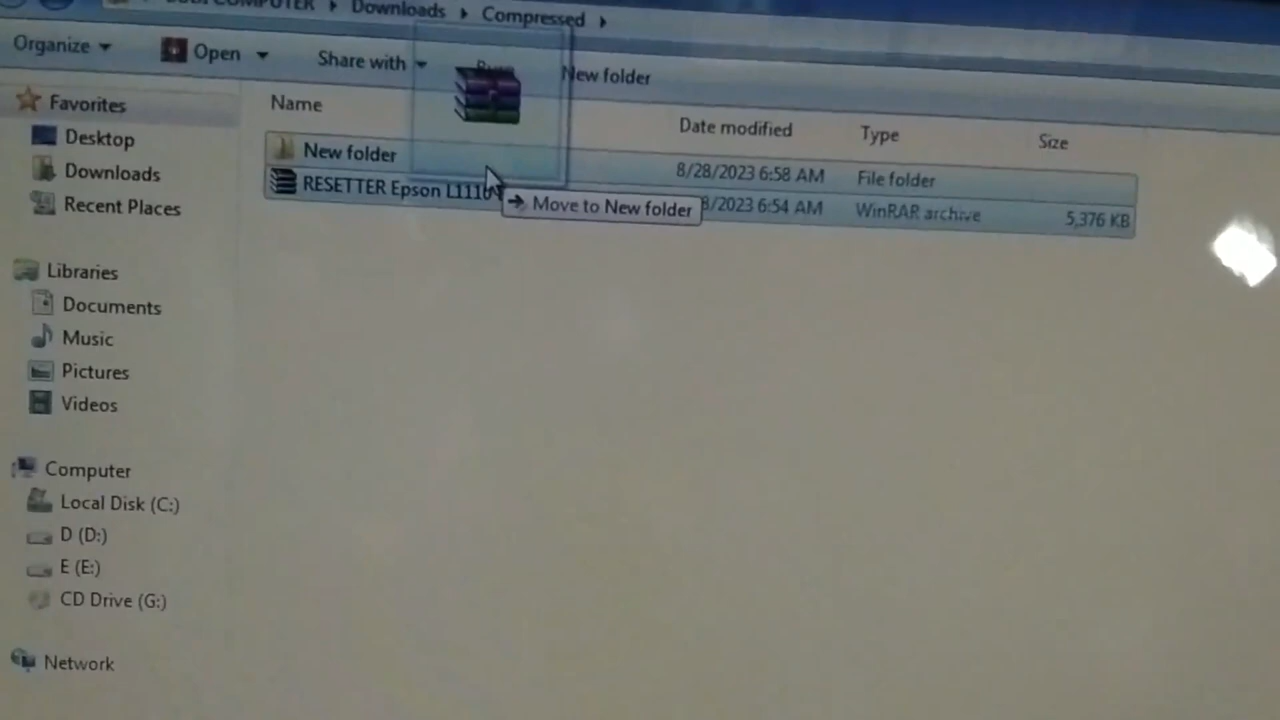 COMPUTER Downloads Compressed
Organize Open Share with New folder
Favorites
Desktop
Downloads
Recent Places
Libraries
Documents
Music
Pictures
Videos
Computer
Local Disk (C:)
D (D:)
E (E:)
CD Drive (G:)
Network
Name Date modified Type Size
New folder 8/28/2023 6:58 AM File folder
RESETTER Epson L1110 8/2023 6:54 AM WinRAR archive 5,376 KB
Move to New folder